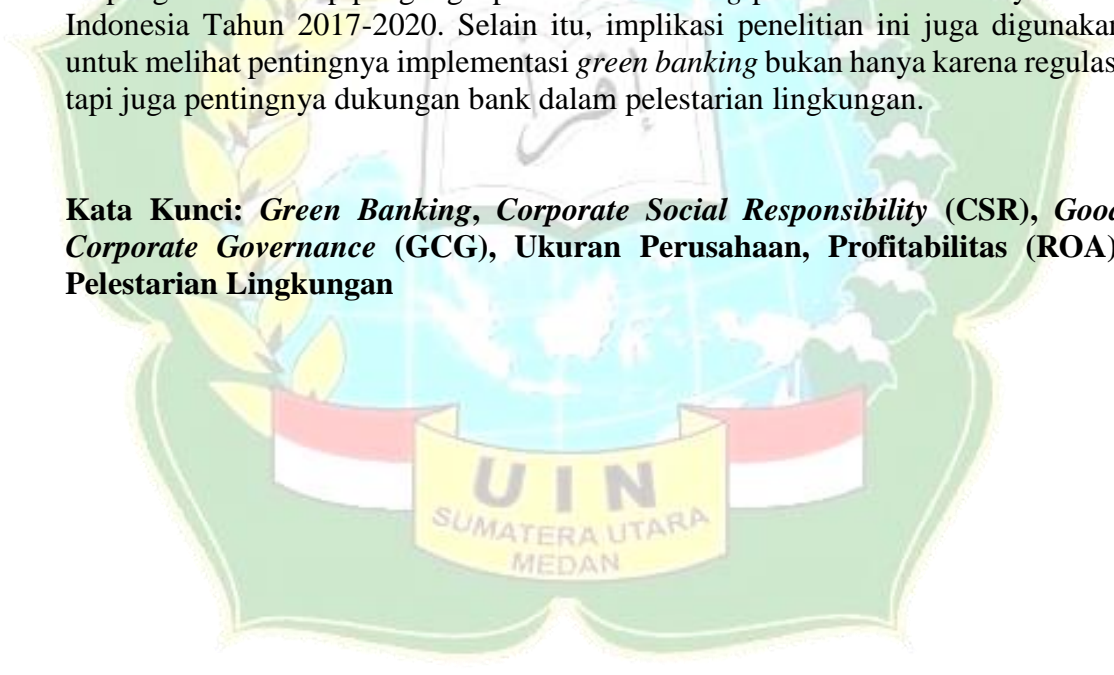 Indonesia Tahun 2017-2020. Selain itu, implikasi penelitian ini juga digunakan
untuk melihat pentingnya implementasi green banking bukan hanya karena regulas
tapi juga pentingnya dukungan bank dalam pelestarian lingkungan.
Kata Kunci: Green Banking, Corporate Social Responsibility (CSR), Good
Corporate Governance (GCG), Ukuran Perusahaan, Profitabilitas (ROA)
Pelestarian Lingkungan
اقرأ
UIN
SUMATERA UTARA
MEDAN